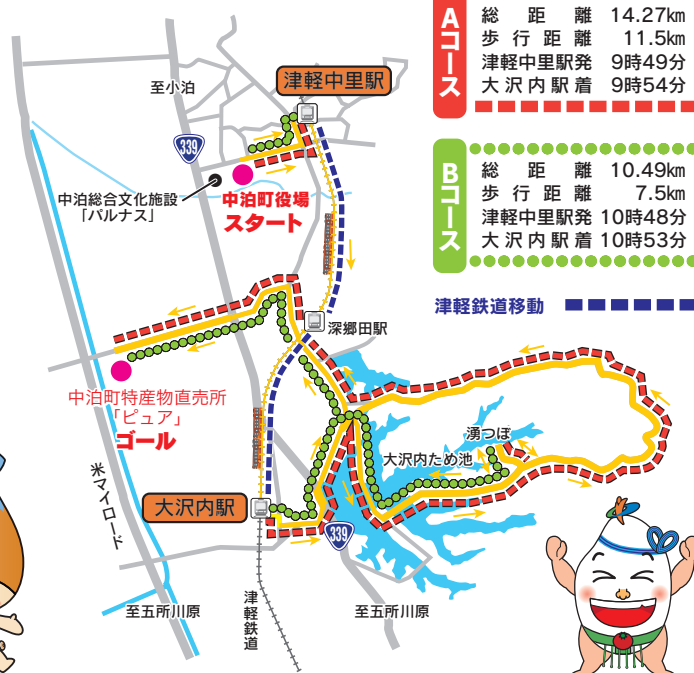 Aコース
総距離 14.27km
歩行距離 11.5km
津軽中里駅発 9時49分
大沢内駅着 9時54分
Bコース
総距離 10.49km
歩行距離 7.5km
津軽中里駅発 10時48分
大沢内駅着 10時53分
津軽鉄道移動
至小泊
津軽中里駅
339
中泊総合文化施設
「パルナス」
中泊町役場
スタート
深郷田駅
中泊町特産物直売所
「ピュア」
ゴール
湧つぼ
大沢内ため池
米マイロード
大沢内駅
339
至五所川原
津軽鉄道
至五所川原